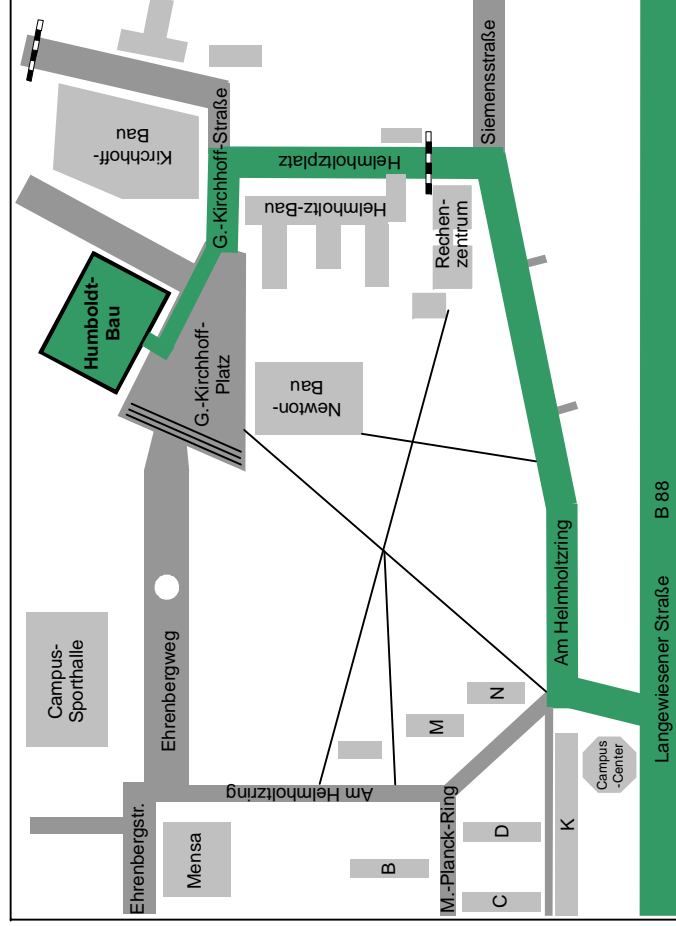 Siemensstraße
G.-Kirchhoff-Straße
Kirchhoff-
Bau
Helmholtzplatz
Helmholtz-Bau
Rechen-
zentrum
Humboldt-
Bau
G.-Kirchhoff-
Platz
Newton-
Bau
Campus-
Sporthalle
Ehrenbergweg
Am Helmholtzring
Langewiesener Straße B 88
N
M
Am Helmholtzring
Campus
-Center
Ehrenbergstr.
Mensa
B
M.-Planck-Ring
D
K
C